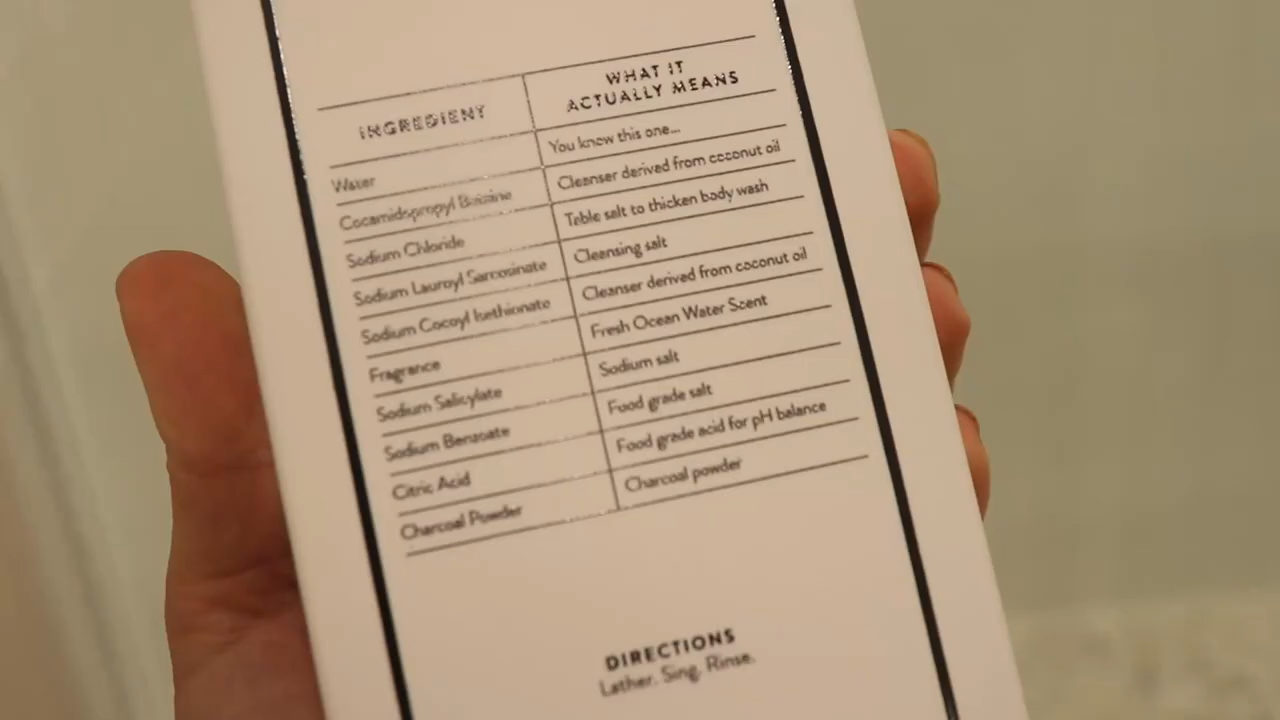 INGREDIENT WHAT IT
ACTUALLY MEANS
Water You know this one...
Cocamidopropyl Betaine Cleanser derived from coconut oil
Sodium Chloride Table salt to thicken body wash
Sodium Lauroyl Sarcosinate Cleansing salt
Sodium Cocoyl Isethionate Cleanser derived from coconut oil
Fragrance Fresh Ocean Water Scent
Sodium Salicylate Sodium salt
Sodium Benzoate Food grade salt
Citric Acid Food grade acid for pH balance
Charcoal Powder Charcoal powder
DIRECTIONS
Lather. Sing. Rinse.